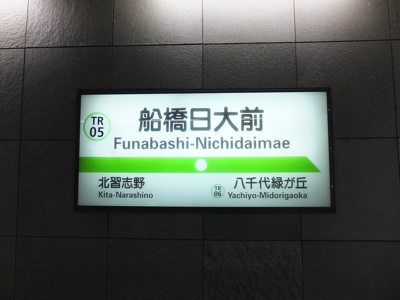 TR
05
船橋日大前
Funabashi-Nichidaimae
北習志野
Kita-Narashino
TR
06
八千代緑が丘
Yachiyo-Midorigaoka